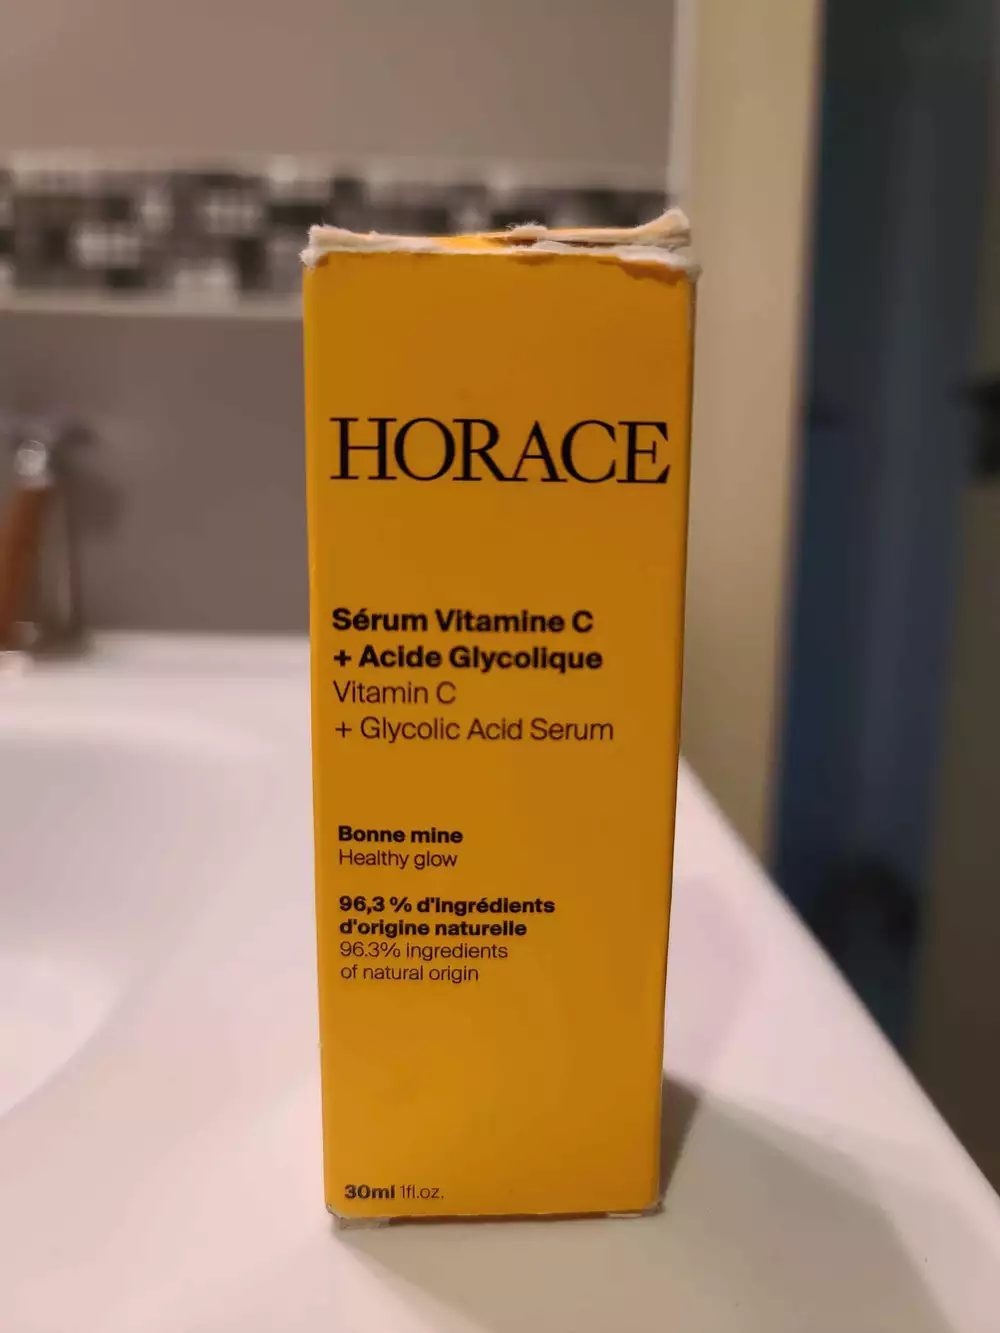 HORACE
Sérum Vitamine C
+ Acide Glycolique
Vitamin C
+ Glycolic Acid Serum
Bonne mine
Healthy glow
96,3 % d'ingrédients
d'origine naturelle
96.3% ingredients
of natural origin
30ml 1fl.oz.